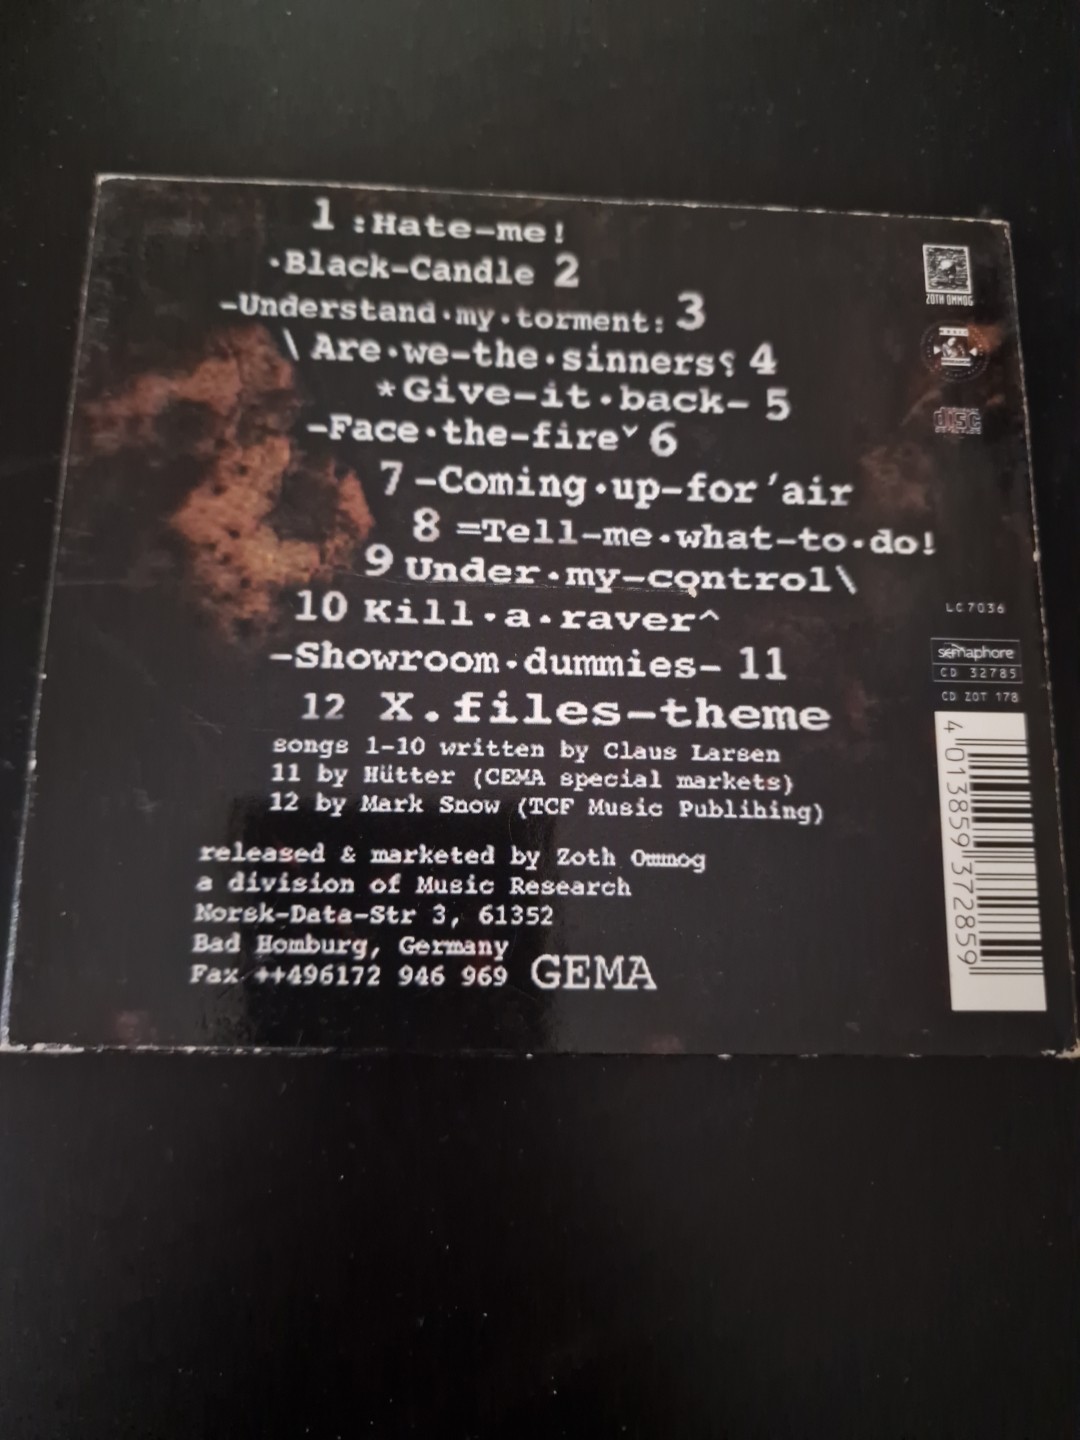 1 :Hate-me!
·Black-Candle 2
-Understand·my·torment: 3
\ Are·we-the·sinners⸮ 4
*Give-it·back- 5
-Face·the-fireˇ 6
7 -Coming·up-for'air
8 =Tell-me·what-to·do!
9 Under·my-control\
10 Kill·a·raver^
-Showroom·dummies- 11
12 X.files-theme
songs 1-10 written by Claus Larsen
11 by Hütter (CEMA special markets)
12 by Mark Snow (TCF Music Publihing)
released & marketed by Zoth Ommog
a division of Music Research
Norsk-Data-Str 3, 61352
Bad Homburg, Germany
Fax ++496172 946 969 GEMA
ZOTH OMMOG
disc
LC 7036
semaphore
CD 32785
CD ZOT 178
4 013859 372859